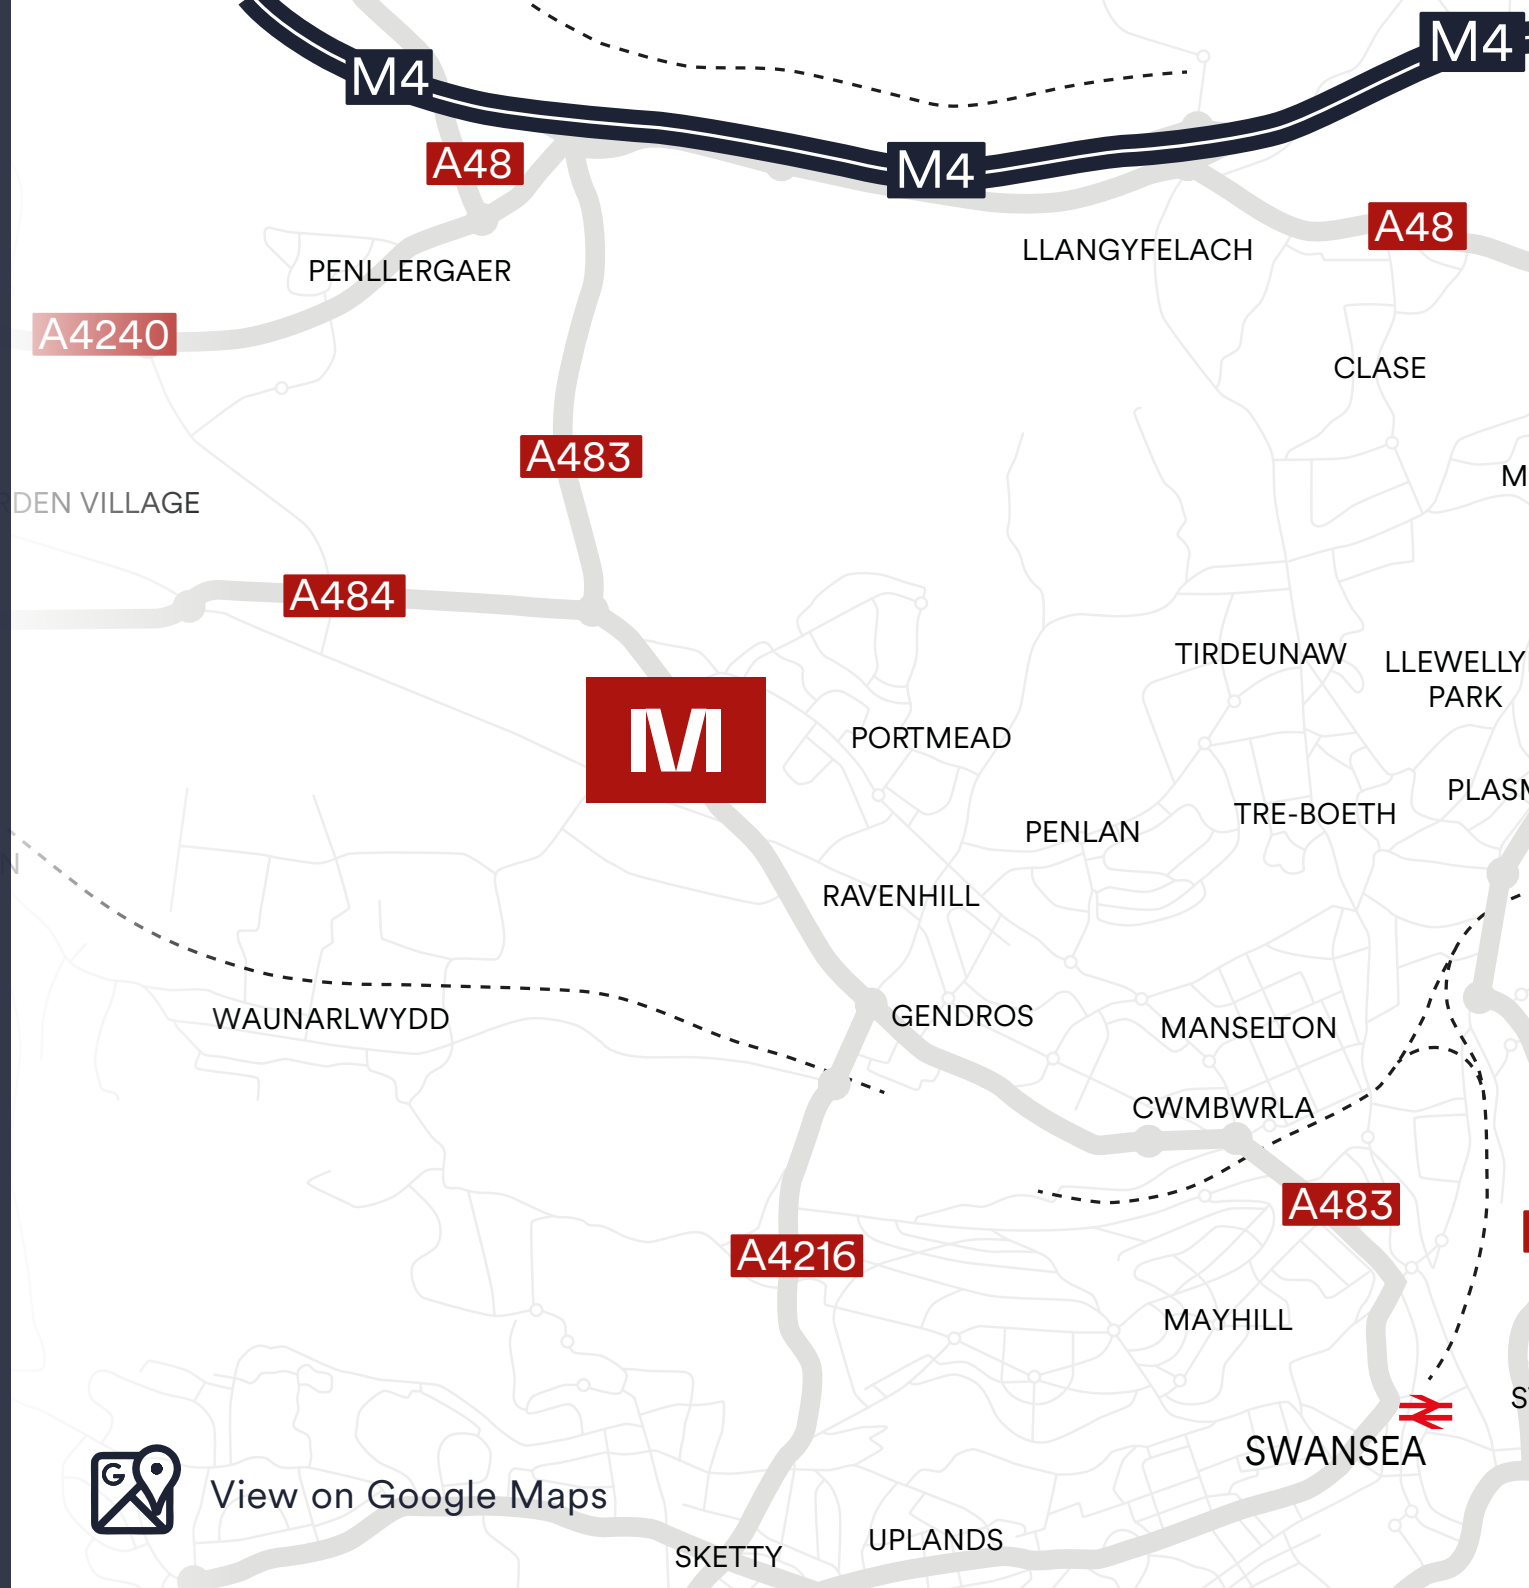 M4
M4
M4
A48
A48
PENLLERGAER
LLANGYFELACH
A4240
CLASE
A483
RDEN VILLAGE
M
A484
TIRDEUNAW
LLEWELLY
PARK
M
PORTMEAD
PLASM
TRE-BOETH
PENLAN
N
RAVENHILL
WAUNARLWYDD
GENDROS
MANSELTON
CWMBWRLA
A483
A4216
MAYHILL
S
SWANSEA
G
View on Google Maps
UPLANDS
SKETTY